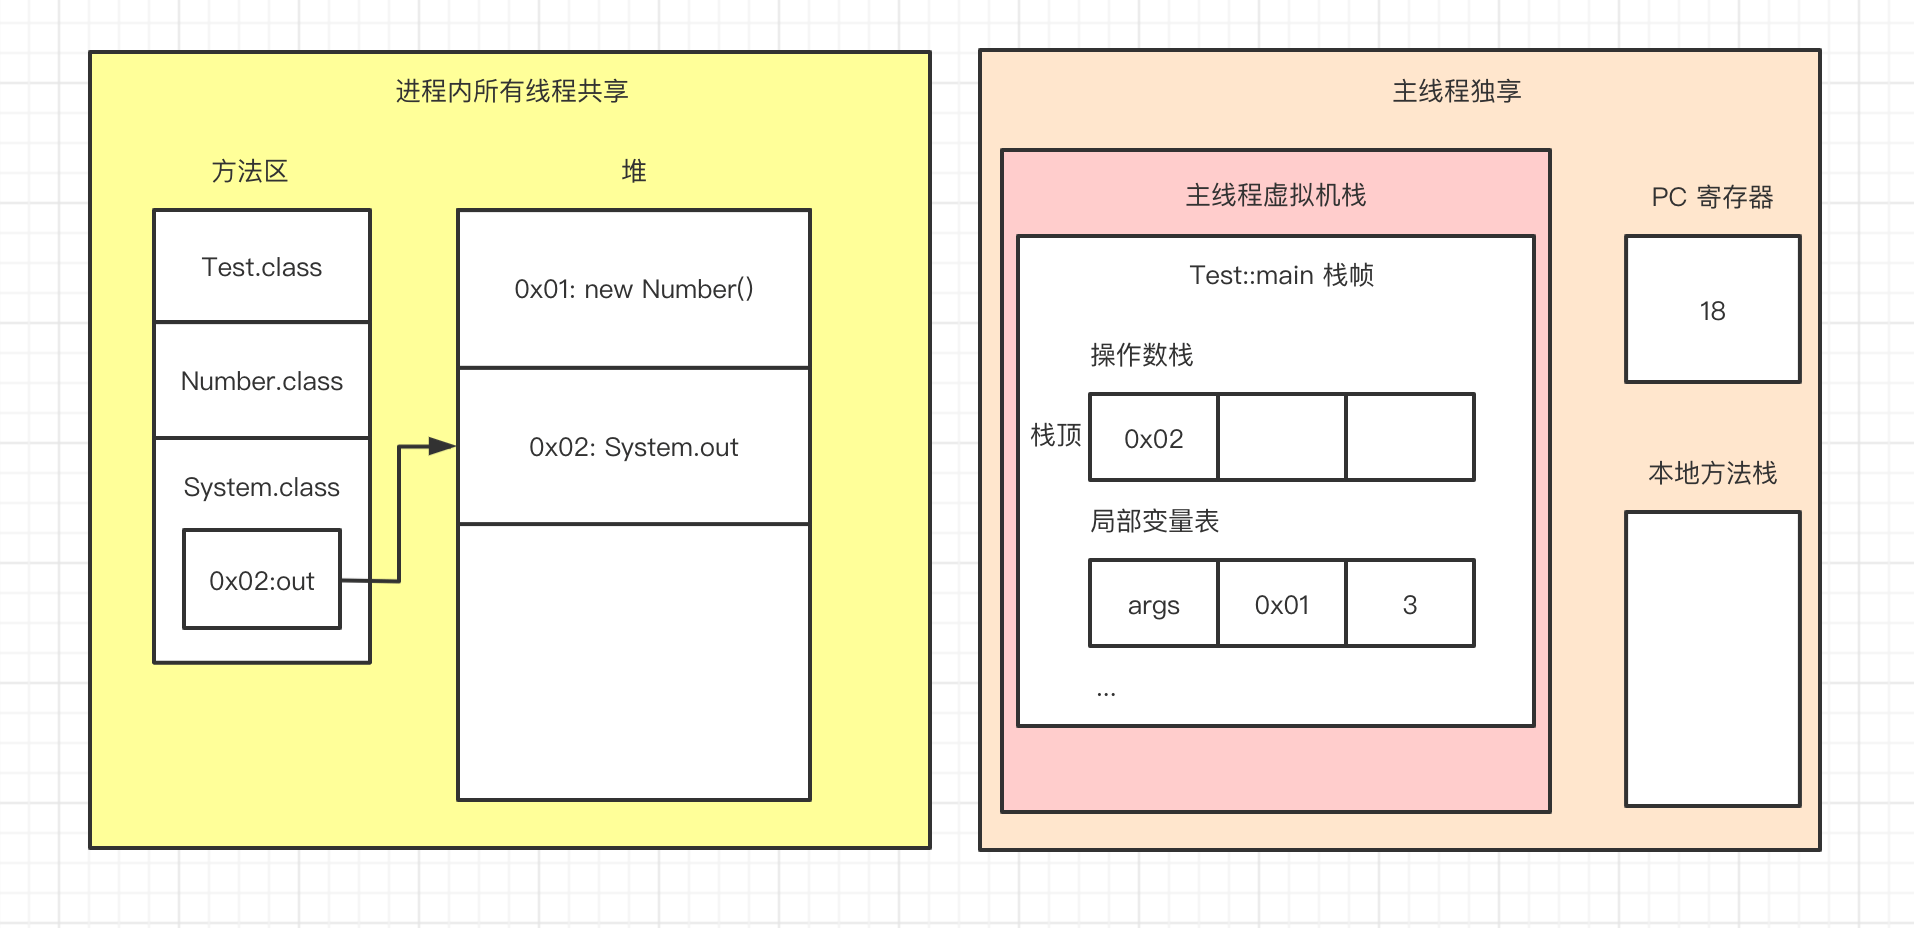 进程内所有线程共享
方法区
堆
Test.class
Number.class
System.class
0x02:out
0x01: new Number()
0x02: System.out
主线程独享
主线程虚拟机栈
Test::main 栈帧
操作数栈
栈顶
0x02
局部变量表
args
0x01
3
...
PC 寄存器
18
本地方法栈